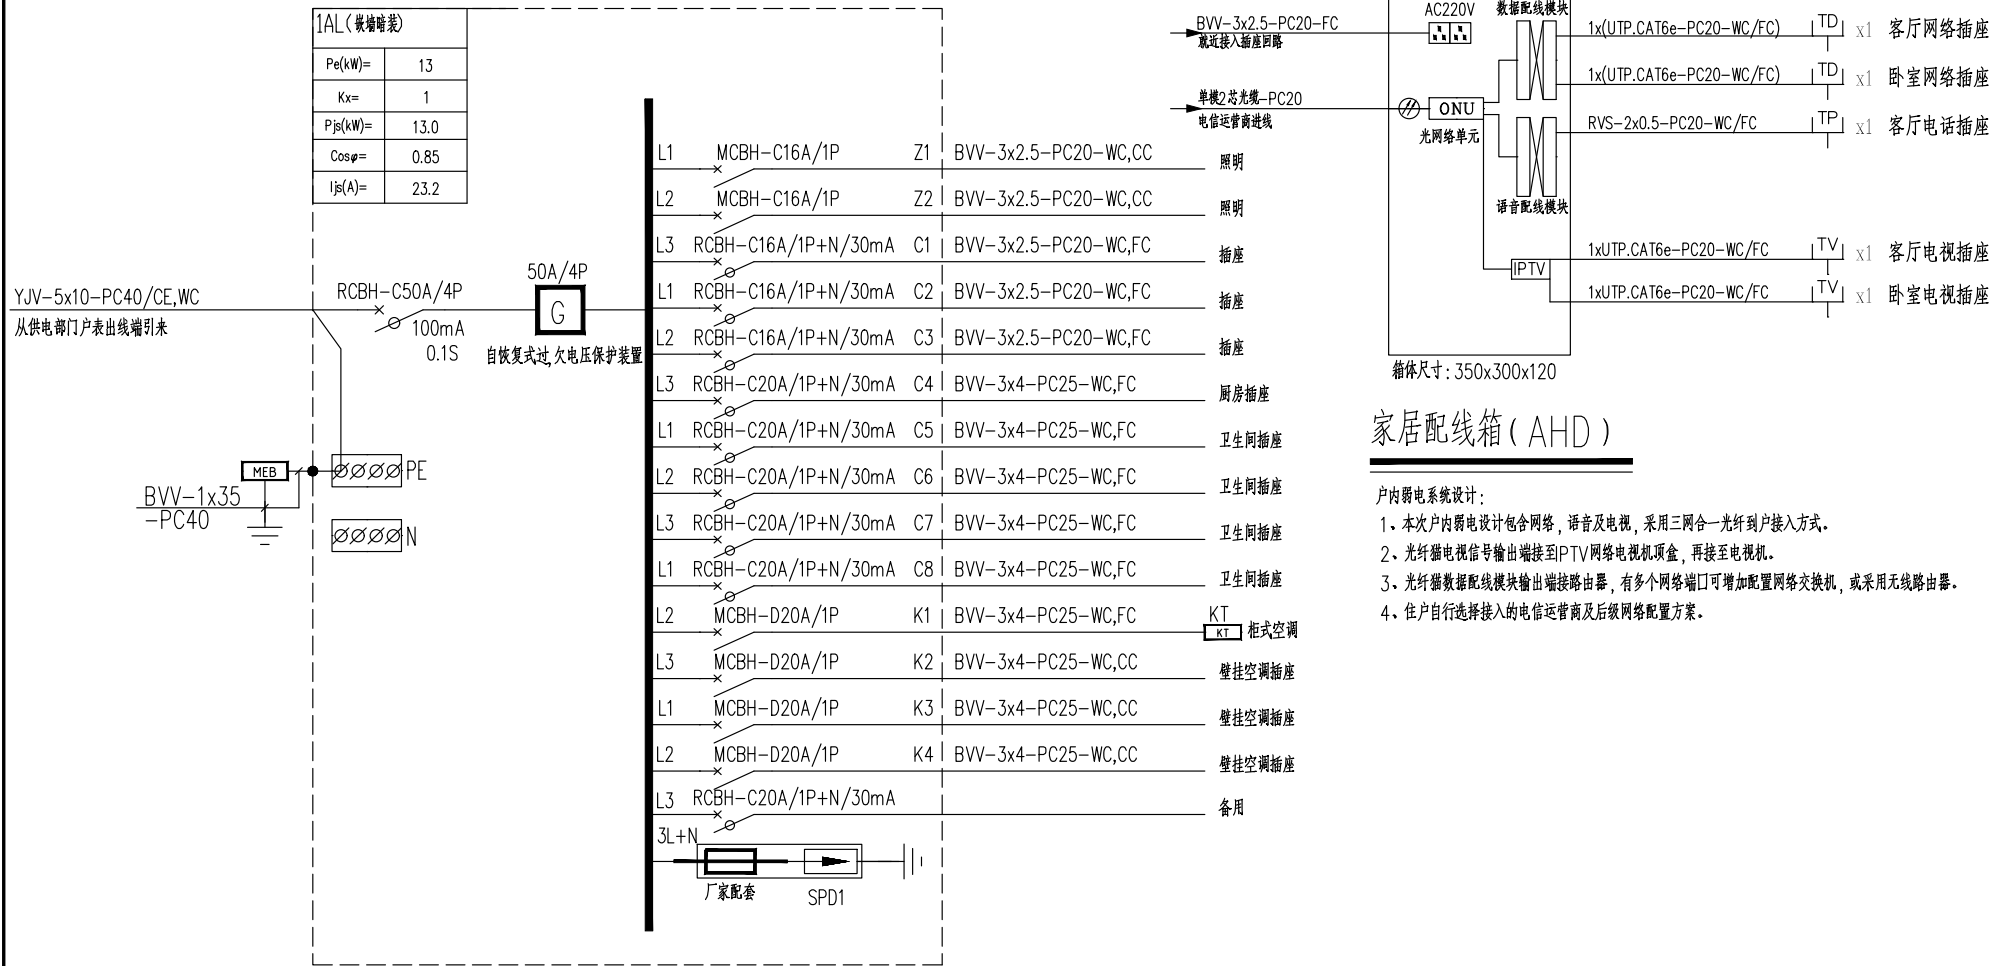 1AL(嵌墙暗装)
Pe(kW)= 13
Kx= 1
Pjs(kW)= 13.0
Cosφ= 0.85
Ijs(A)= 23.2
YJV-5x10-PC40/CE,WC
从供电部门户表出线端引来
RCBH-C50A/4P
100mA
0.1S
50A/4P
G
自恢复式过,欠电压保护装置
MEB
BVV-1x35
-PC40
PE
N
L1 MCBH-C16A/1P Z1 BVV-3x2.5-PC20-WC,CC 照明
L2 MCBH-C16A/1P Z2 BVV-3x2.5-PC20-WC,CC 照明
L3 RCBH-C16A/1P+N/30mA C1 BVV-3x2.5-PC20-WC,FC 插座
L1 RCBH-C16A/1P+N/30mA C2 BVV-3x2.5-PC20-WC,FC 插座
L2 RCBH-C16A/1P+N/30mA C3 BVV-3x2.5-PC20-WC,FC 插座
L3 RCBH-C20A/1P+N/30mA C4 BVV-3x4-PC25-WC,FC 厨房插座
L1 RCBH-C20A/1P+N/30mA C5 BVV-3x4-PC25-WC,FC 卫生间插座
L2 RCBH-C20A/1P+N/30mA C6 BVV-3x4-PC25-WC,FC 卫生间插座
L3 RCBH-C20A/1P+N/30mA C7 BVV-3x4-PC25-WC,FC 卫生间插座
L1 RCBH-C20A/1P+N/30mA C8 BVV-3x4-PC25-WC,FC 卫生间插座
L2 MCBH-D20A/1P K1 BVV-3x4-PC25-WC,FC KT KT 柜式空调
L3 MCBH-D20A/1P K2 BVV-3x4-PC25-WC,CC 壁挂空调插座
L1 MCBH-D20A/1P K3 BVV-3x4-PC25-WC,CC 壁挂空调插座
L2 MCBH-D20A/1P K4 BVV-3x4-PC25-WC,CC 壁挂空调插座
L3 RCBH-C20A/1P+N/30mA 备用
3L+N
厂家配套
SPD1
BVV-3x2.5-PC20-FC
就近接入插座回路
AC220V
单模2芯光缆-PC20
电信运营商进线
ONU
光网络单元
数据配线模块
语音配线模块
IPTV
1x(UTP.CAT6e-PC20-WC/FC) TD x1 客厅网络插座
1x(UTP.CAT6e-PC20-WC/FC) TD x1 卧室网络插座
RVS-2x0.5-PC20-WC/FC TP x1 客厅电话插座
1xUTP.CAT6e-PC20-WC/FC TV x1 客厅电视插座
1xUTP.CAT6e-PC20-WC/FC TV x1 卧室电视插座
箱体尺寸:350x300x120
家居配线箱(AHD)
户内弱电系统设计:
1、本次户内弱电设计包含网络,语音及电视,采用三网合一光纤到户接入方式。
2、光纤猫电视信号输出端接至IPTV网络电视机顶盒,再接至电视机。
3、光纤猫数据配线模块输出端接路由器,有多个网络端口可增加配置网络交换机,或采用无线路由器。
4、住户自行选择接入的电信运营商及后级网络配置方案。